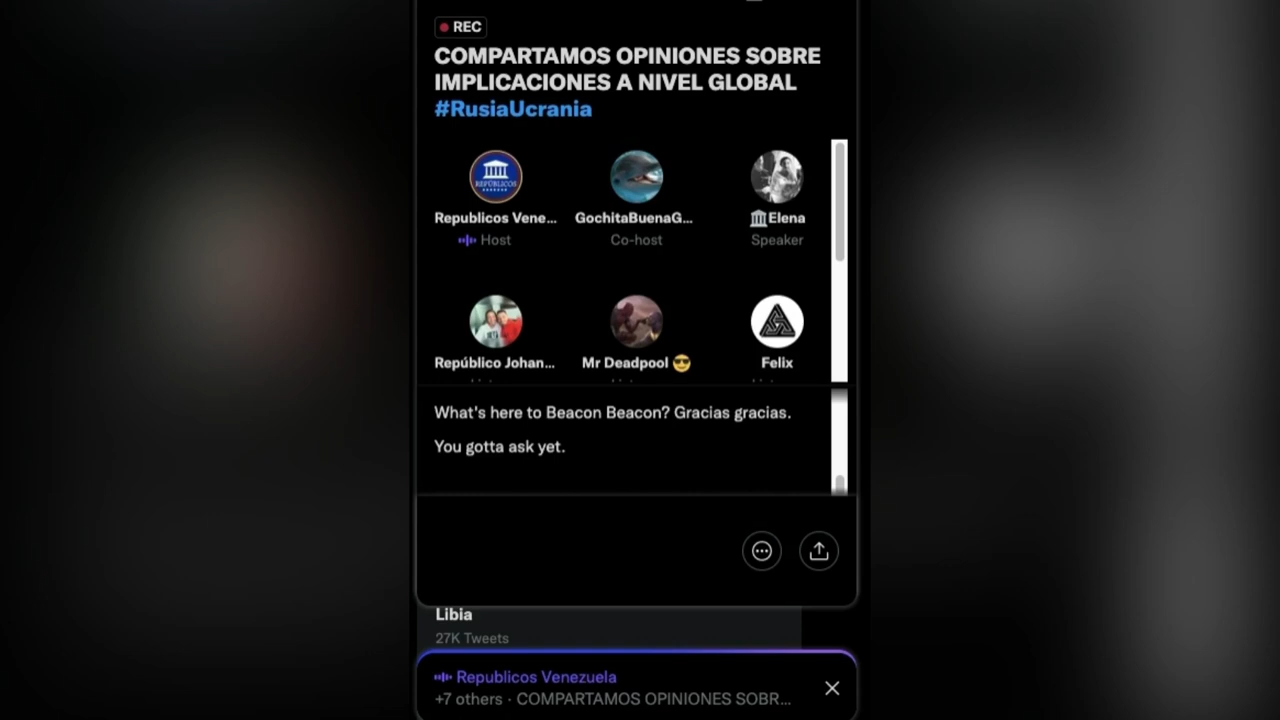 REC
COMPARTAMOS OPINIONES SOBRE
IMPLICACIONES A NIVEL GLOBAL
#RusiaUcrania
REPÚBLICOS
Republicos Vene... GochitaBuenaG... 🏛️Elena
Host Co-host Speaker
Repúblico Johan... Mr Deadpool 😎 Felix
What's here to Beacon Beacon? Gracias gracias.
You gotta ask yet.
Libia
27K Tweets
Republicos Venezuela
+7 others · COMPARTAMOS OPINIONES SOBR...